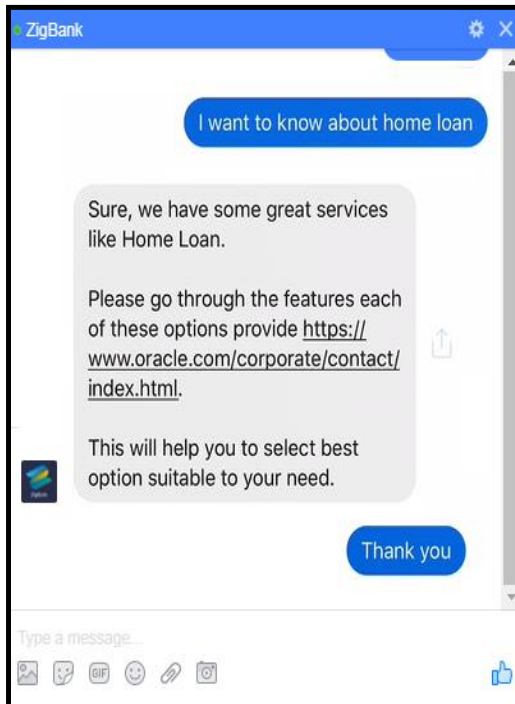 ZigBank
I want to know about home loan
Sure, we have some great services
like Home Loan.
Please go through the features each
of these options provide https://
www.oracle.com/corporate/contact/
index.html.
This will help you to select best
option suitable to your need.
Thank you
Type a message...
GIF